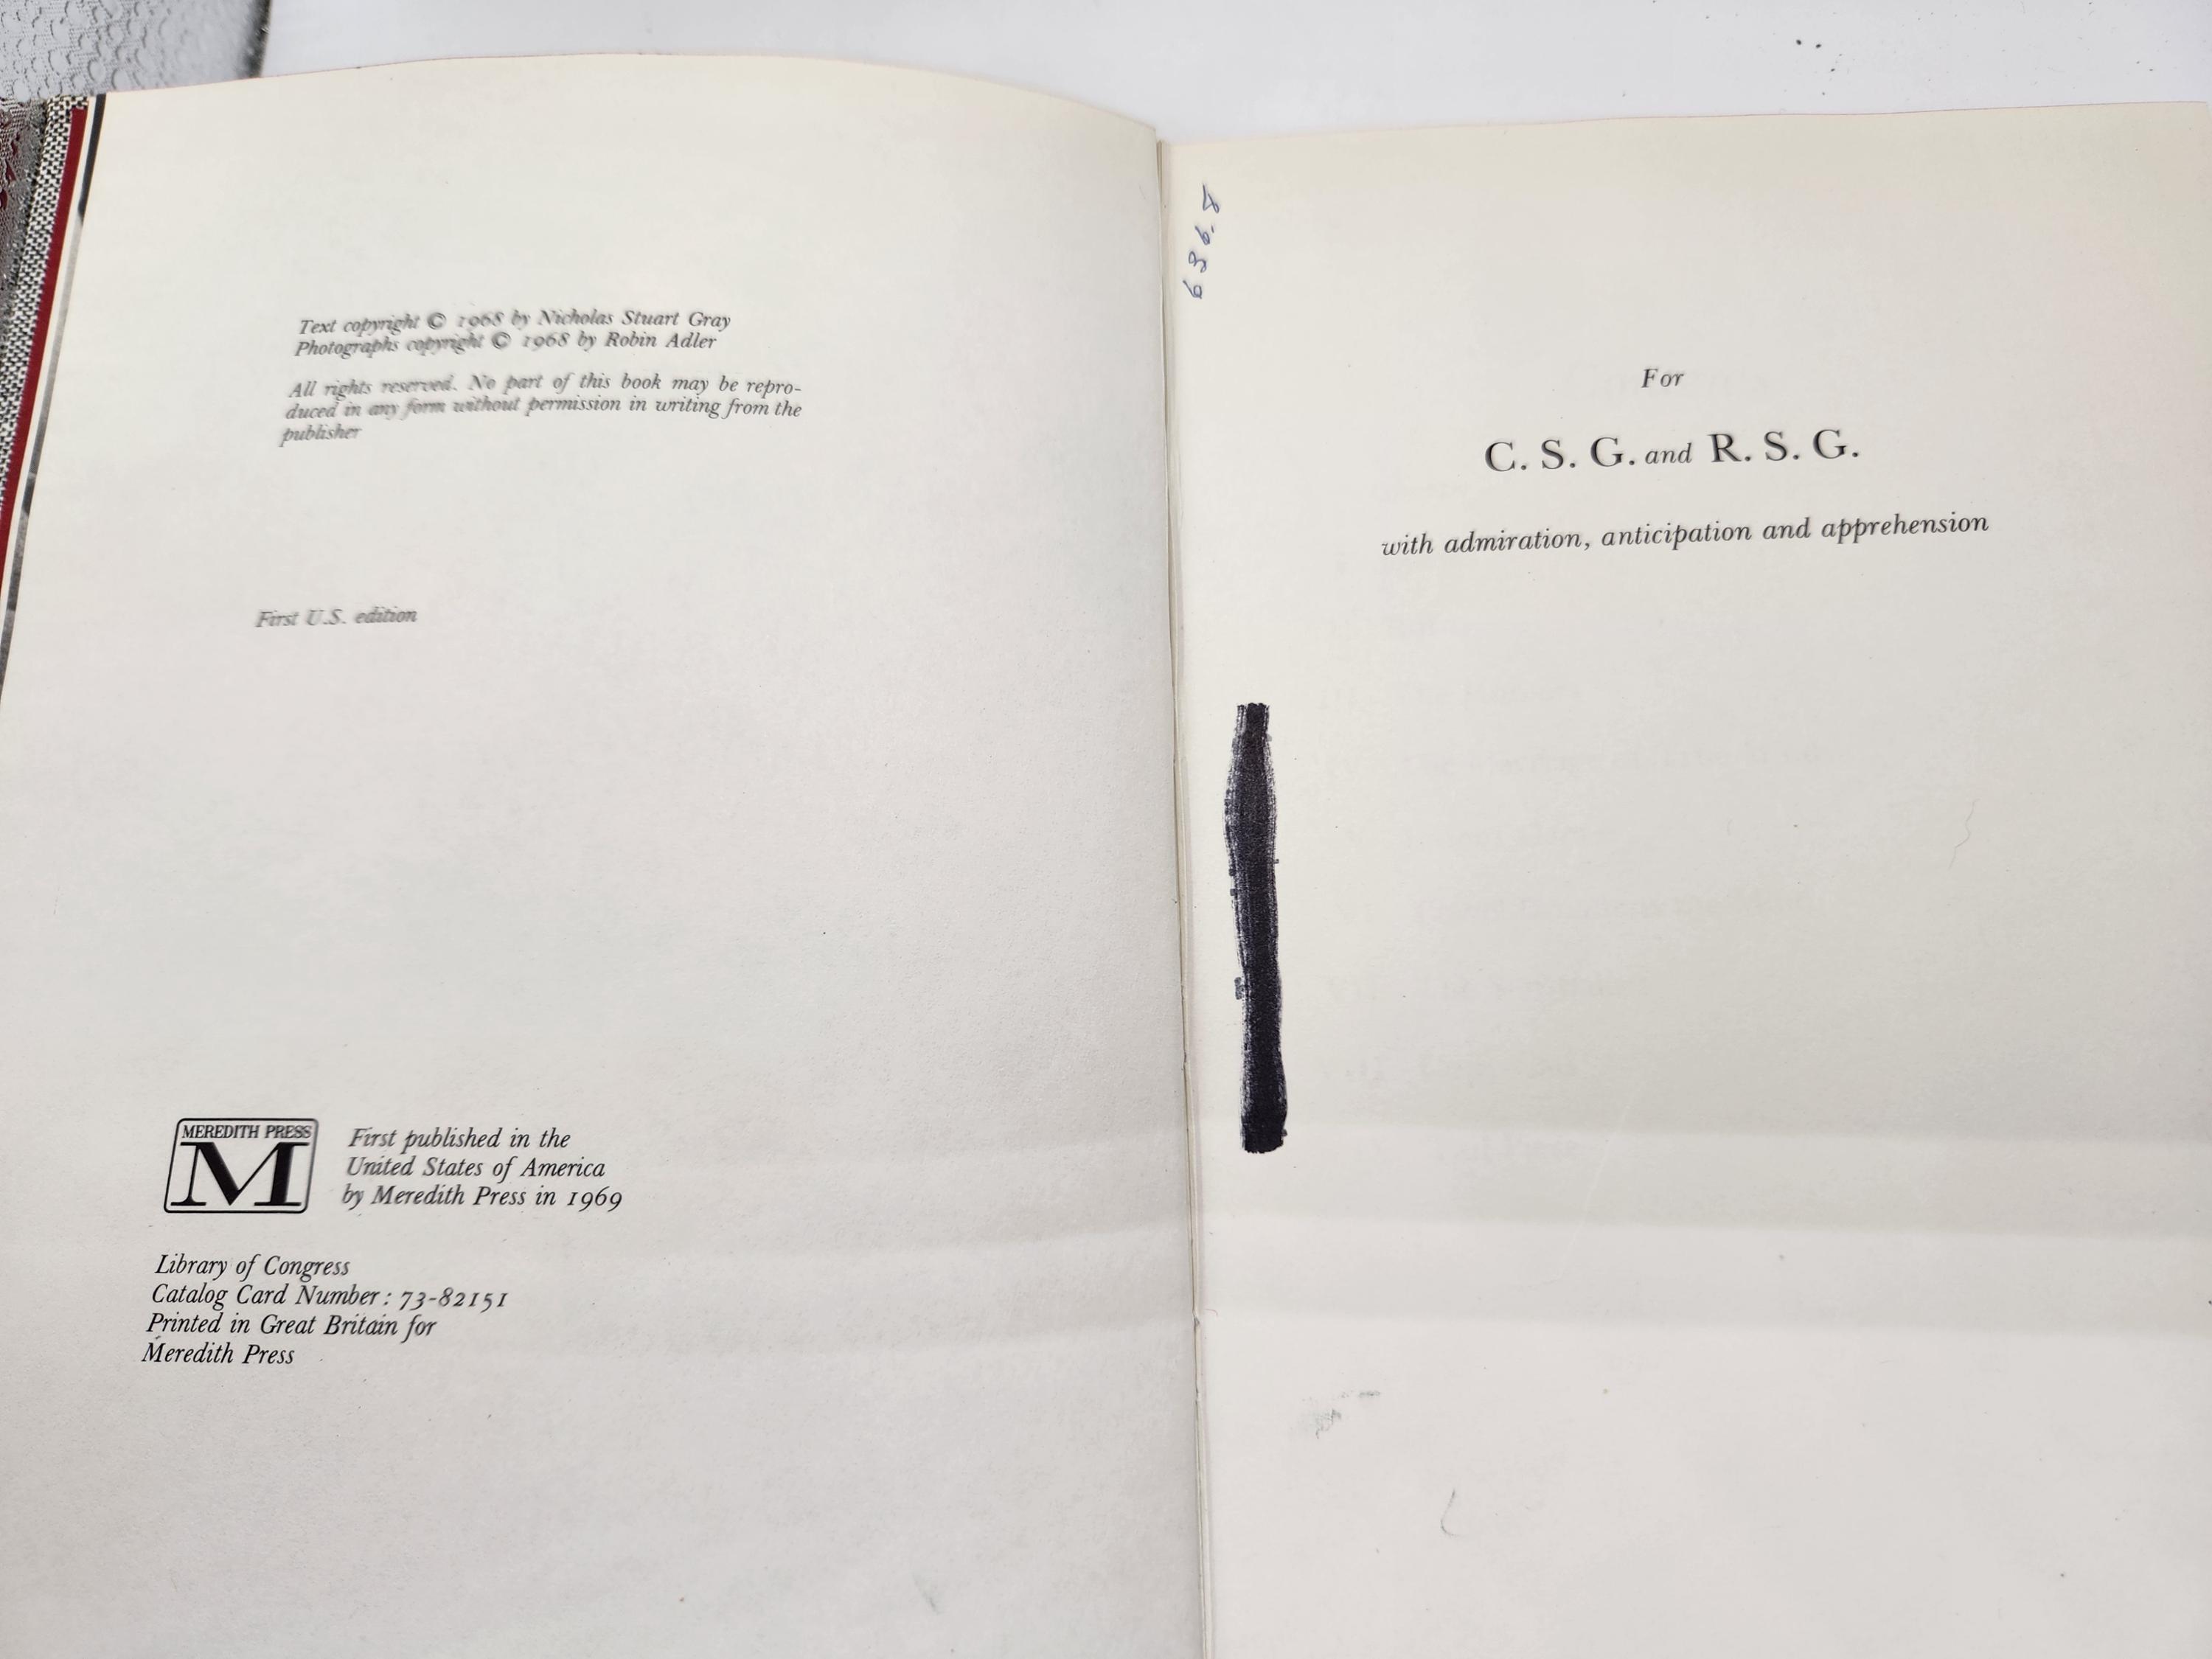 Text copyright © 1968 by Nicholas Stuart Gray
Photographs copyright © 1968 by Robin Adler
All rights reserved. No part of this book may be repro-
duced in any form without permission in writing from the
publisher
First U.S. edition
MEREDITH PRESS
M
First published in the
United States of America
by Meredith Press in 1969
Library of Congress
Catalog Card Number: 73-82151
Printed in Great Britain for
Meredith Press
636.8
For
C. S. G. and R. S. G.
with admiration, anticipation and apprehension